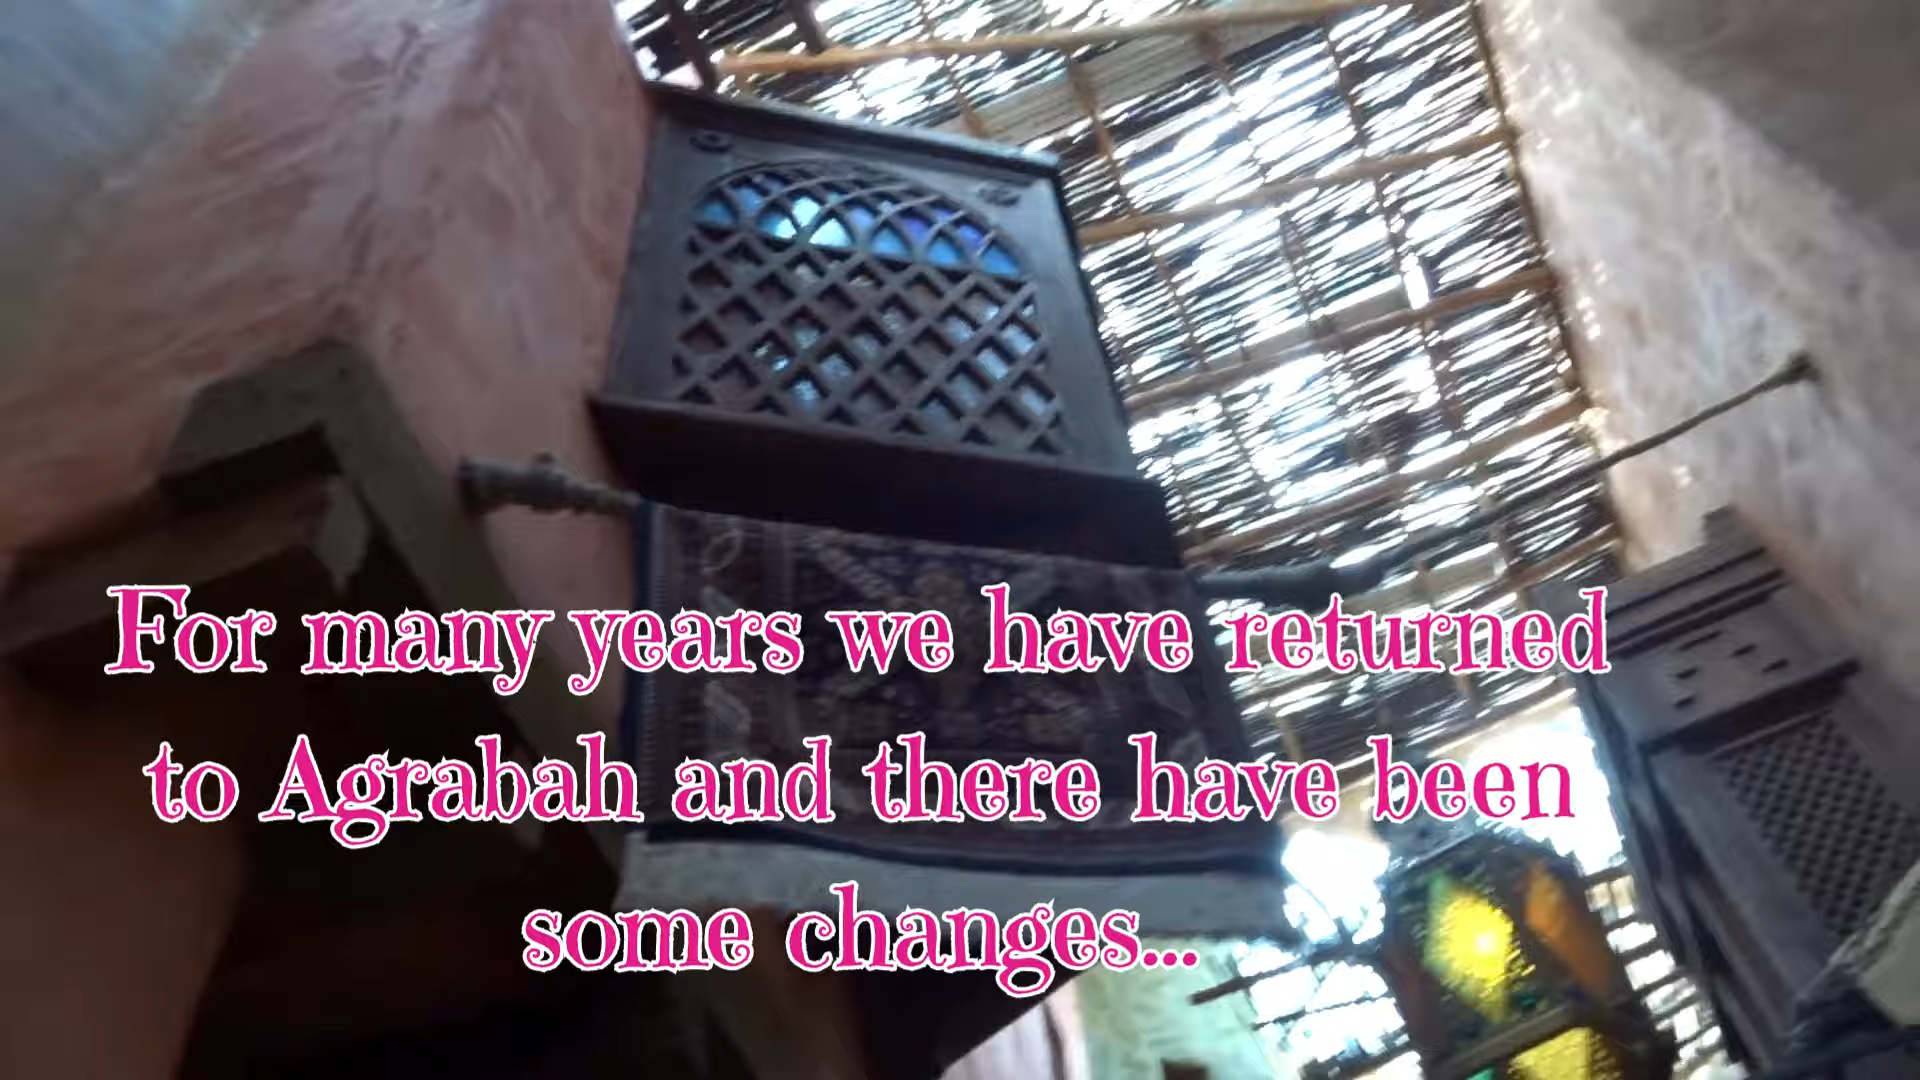 For many years we have returned
to Agrabah and there have been
some changes...